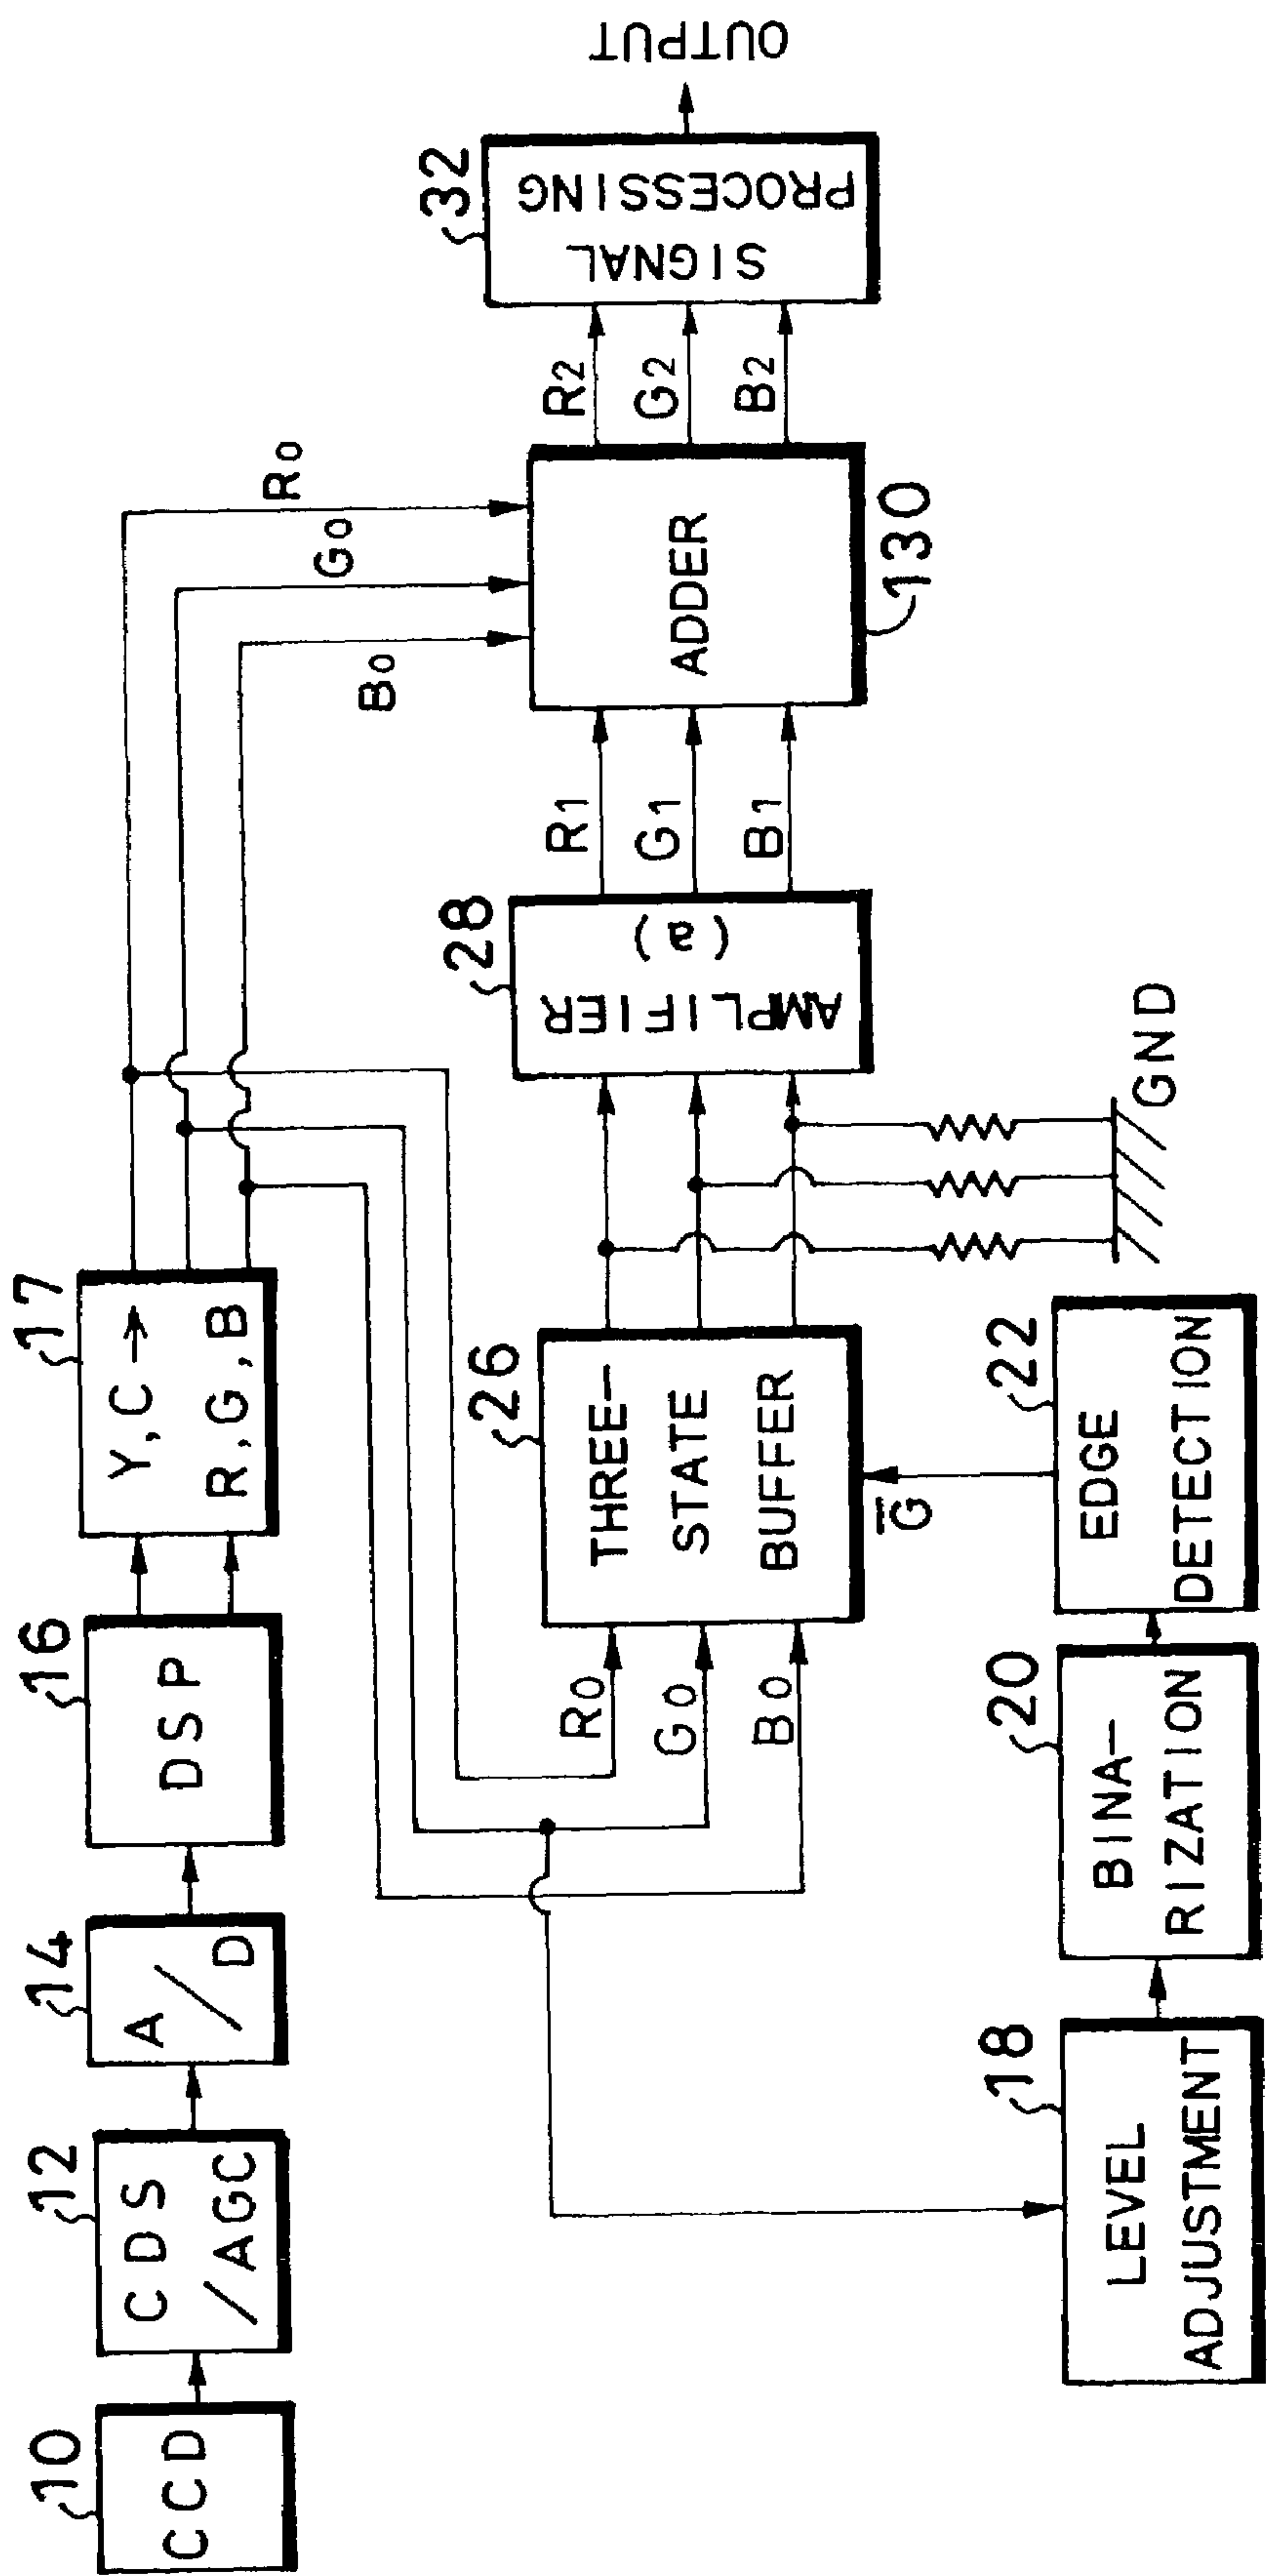 10
CCD
12
CDS
/AGC
14
A/D
16
DSP
17
Y,C→
R,G,B
R0
G0
B0
R0
G0
B0
26
THREE-
STATE
BUFFER
G̅
28
AMPLIFIER
(a)
R1
G1
B1
ADDER
130
R2
G2
B2
32
SIGNAL
PROCESSING
OUTPUT
GND
18
LEVEL
ADJUSTMENT
20
BINA-
RIZATION
22
EDGE
DETECTION